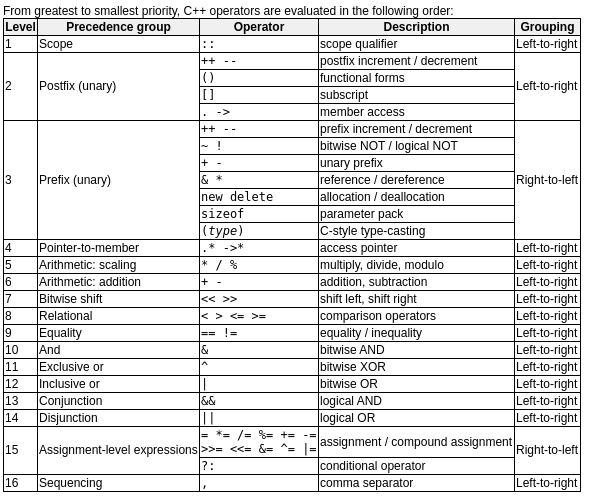 From greatest to smallest priority, C++ operators are evaluated in the following order:
Level Precedence group Operator Description Grouping
1 Scope :: scope qualifier Left-to-right
2 Postfix (unary) ++ -- postfix increment / decrement Left-to-right
() functional forms
[] subscript
. -> member access
3 Prefix (unary) ++ -- prefix increment / decrement Right-to-left
~ ! bitwise NOT / logical NOT
+ - unary prefix
& * reference / dereference
new delete allocation / deallocation
sizeof parameter pack
(type) C-style type-casting
4 Pointer-to-member .* ->* access pointer Left-to-right
5 Arithmetic: scaling * / % multiply, divide, modulo Left-to-right
6 Arithmetic: addition + - addition, subtraction Left-to-right
7 Bitwise shift << >> shift left, shift right Left-to-right
8 Relational < > <= >= comparison operators Left-to-right
9 Equality == != equality / inequality Left-to-right
10 And & bitwise AND Left-to-right
11 Exclusive or ^ bitwise XOR Left-to-right
12 Inclusive or | bitwise OR Left-to-right
13 Conjunction && logical AND Left-to-right
14 Disjunction || logical OR Left-to-right
15 Assignment-level expressions = *= /= %= += -= assignment / compound assignment Right-to-left
>>= <<= &= ^= |=
?: conditional operator
16 Sequencing , comma separator Left-to-right